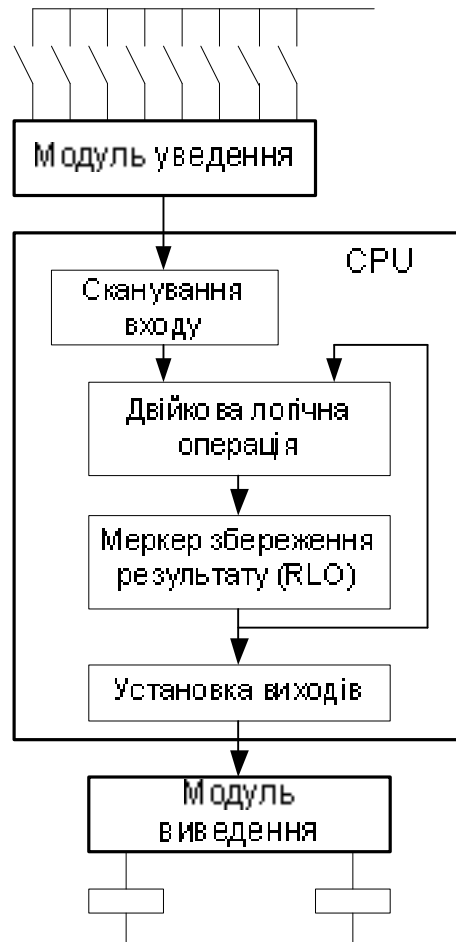 Модуль уведення
CPU
Сканування
входу
Двійкова логічна
операція
Меркер збереження
результату (RLO)
Установка виходів
Модуль
виведення